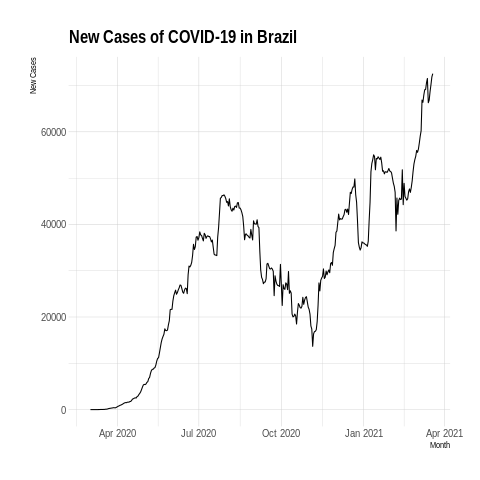 New Cases of COVID-19 in Brazil
New Cases
60000
40000
20000
0
Apr 2020 Jul 2020 Oct 2020 Jan 2021 Apr 2021
Month